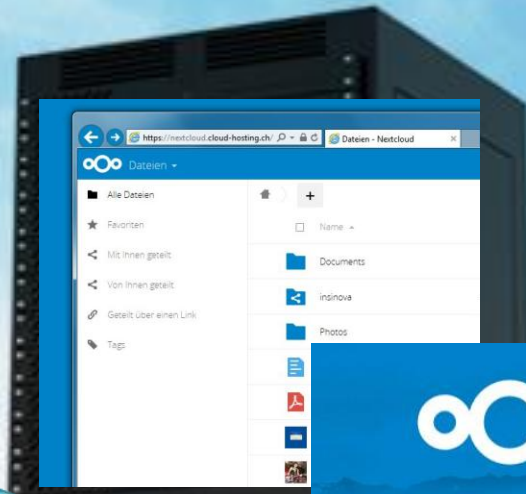 https://nextcloud.cloud-hosting.ch/
Dateien - Nextcloud
Dateien
Alle Dateien
Favoriten
Mit Ihnen geteilt
Von Ihnen geteilt
Geteilt über einen Link
Tags
Name
Documents
insinova
Photos